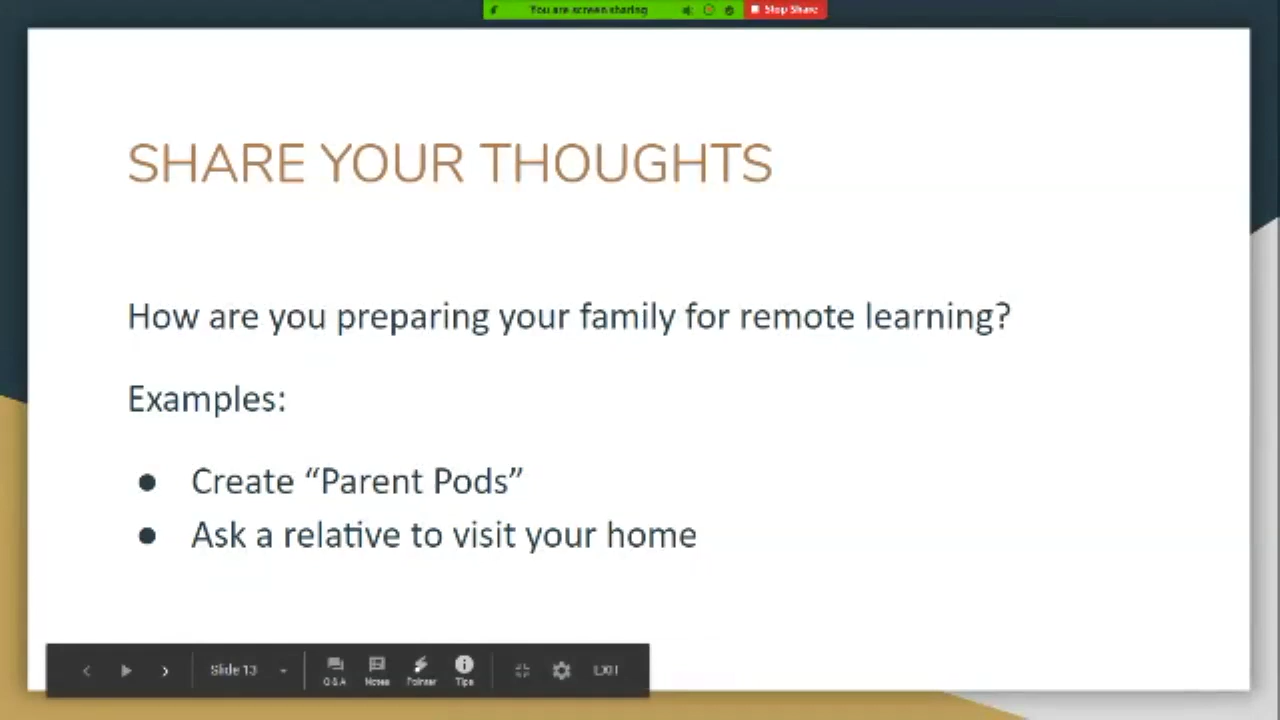 You are screen sharing Stop Share
SHARE YOUR THOUGHTS
How are you preparing your family for remote learning?
Examples:
● Create “Parent Pods”
● Ask a relative to visit your home
Slide 13 Q & A Notes Pointer Tips EXIT